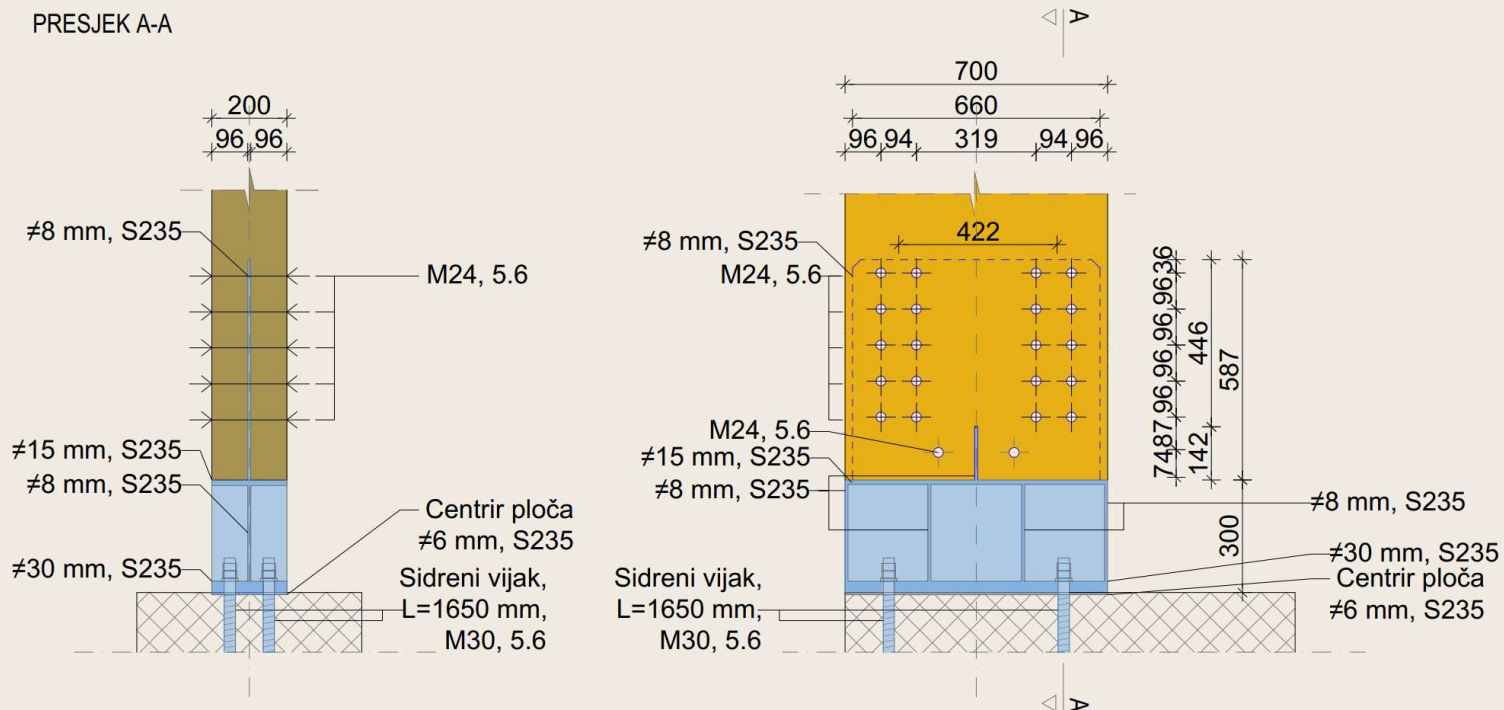 PRESJEK A-A
200
96 96
≠8 mm, S235
M24, 5.6
≠15 mm, S235
≠8 mm, S235
≠30 mm, S235
Centrir ploča
≠6 mm, S235
Sidreni vijak,
L=1650 mm,
M30, 5.6
A
700
660
96 94 319 94 96
422
≠8 mm, S235
M24, 5.6
M24, 5.6
≠15 mm, S235
≠8 mm, S235
Sidreni vijak,
L=1650 mm,
M30, 5.6
74 87 96 96 96 96 36
142 446
300 587
≠8 mm, S235
≠30 mm, S235
Centrir ploča
≠6 mm, S235
A